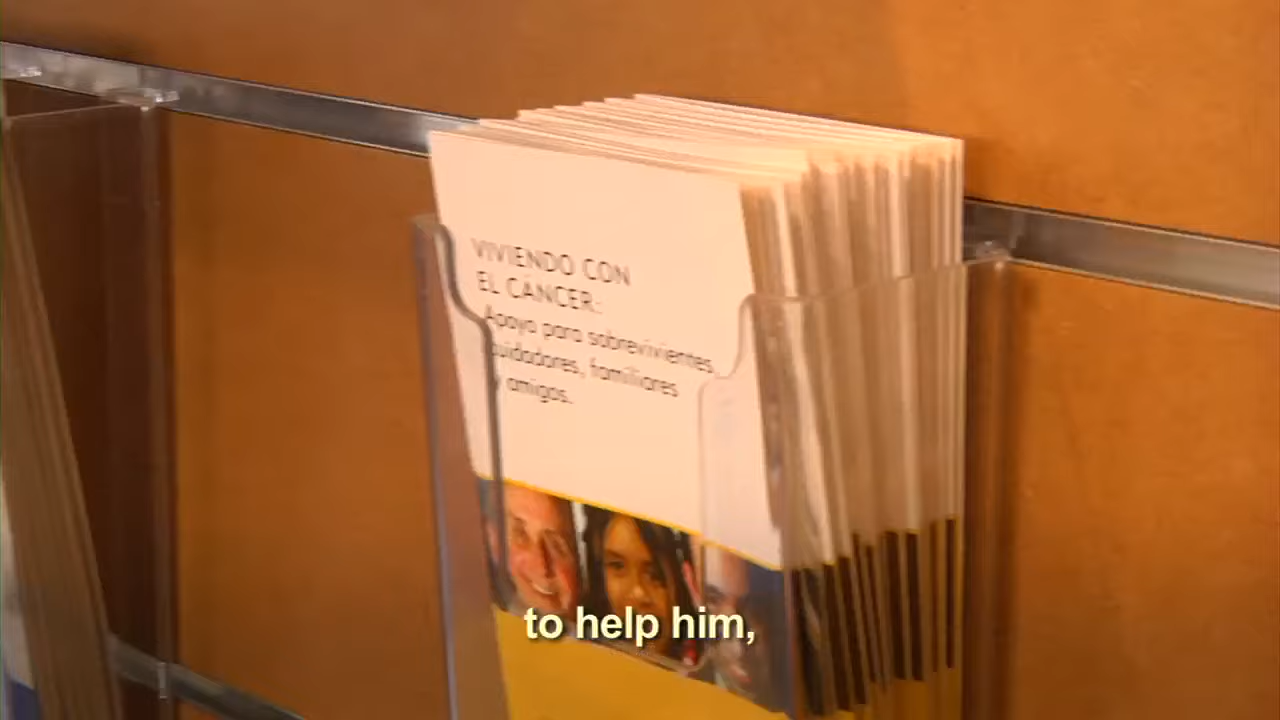 VIVIENDO CON
EL CÁNCER:
Apoyo para sobrevivientes,
cuidadores, familiares
y amigos.
to help him,